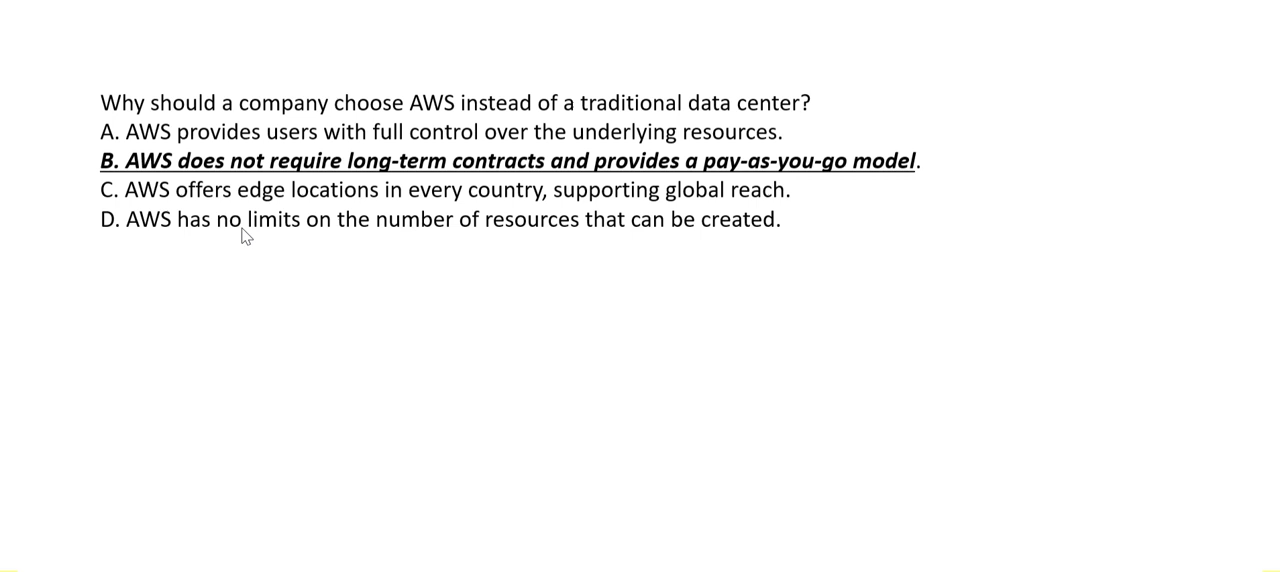 Why should a company choose AWS instead of a traditional data center?
A. AWS provides users with full control over the underlying resources.
B. AWS does not require long-term contracts and provides a pay-as-you-go model.
C. AWS offers edge locations in every country, supporting global reach.
D. AWS has no limits on the number of resources that can be created.